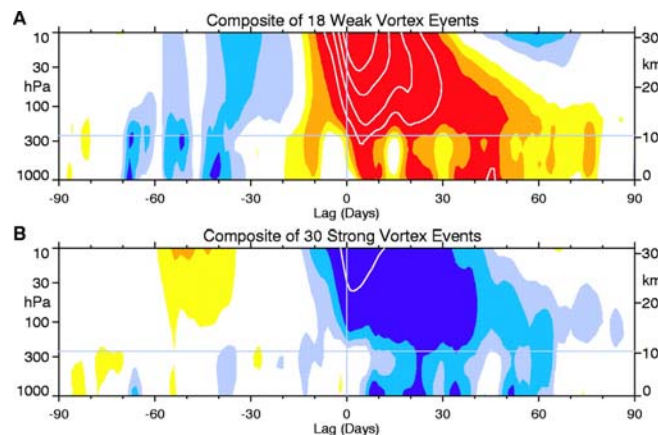 A
Composite of 18 Weak Vortex Events
10
30
hPa
100
300
1000
30
km
20
10
0
-90 -60 -30 0 30 60 90
Lag (Days)
B
Composite of 30 Strong Vortex Events
10
30
hPa
100
300
1000
30
km
20
10
0
-90 -60 -30 0 30 60 90
Lag (Days)